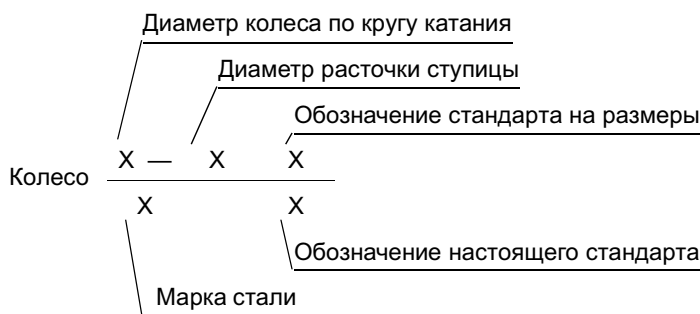 Диаметр колеса по кругу катания
Диаметр расточки ступицы
Обозначение стандарта на размеры
Х — Х Х
Колесо
Х Х
Обозначение настоящего стандарта
Марка стали